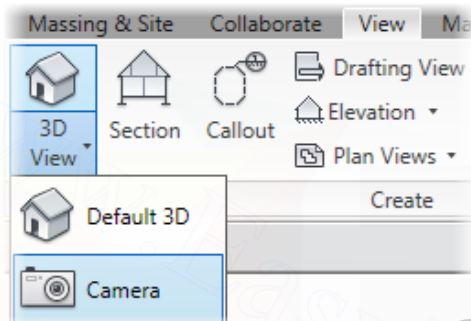 Massing & Site Collaborate View Ma
3D View
Section
Callout
Drafting View
Elevation
Plan Views
Create
Default 3D
Camera